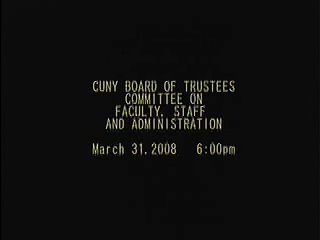 CUNY BOARD OF TRUSTEES
COMMITTEE ON
FACULTY, STAFF
AND ADMINISTRATION
March 31,2008 6:00pm